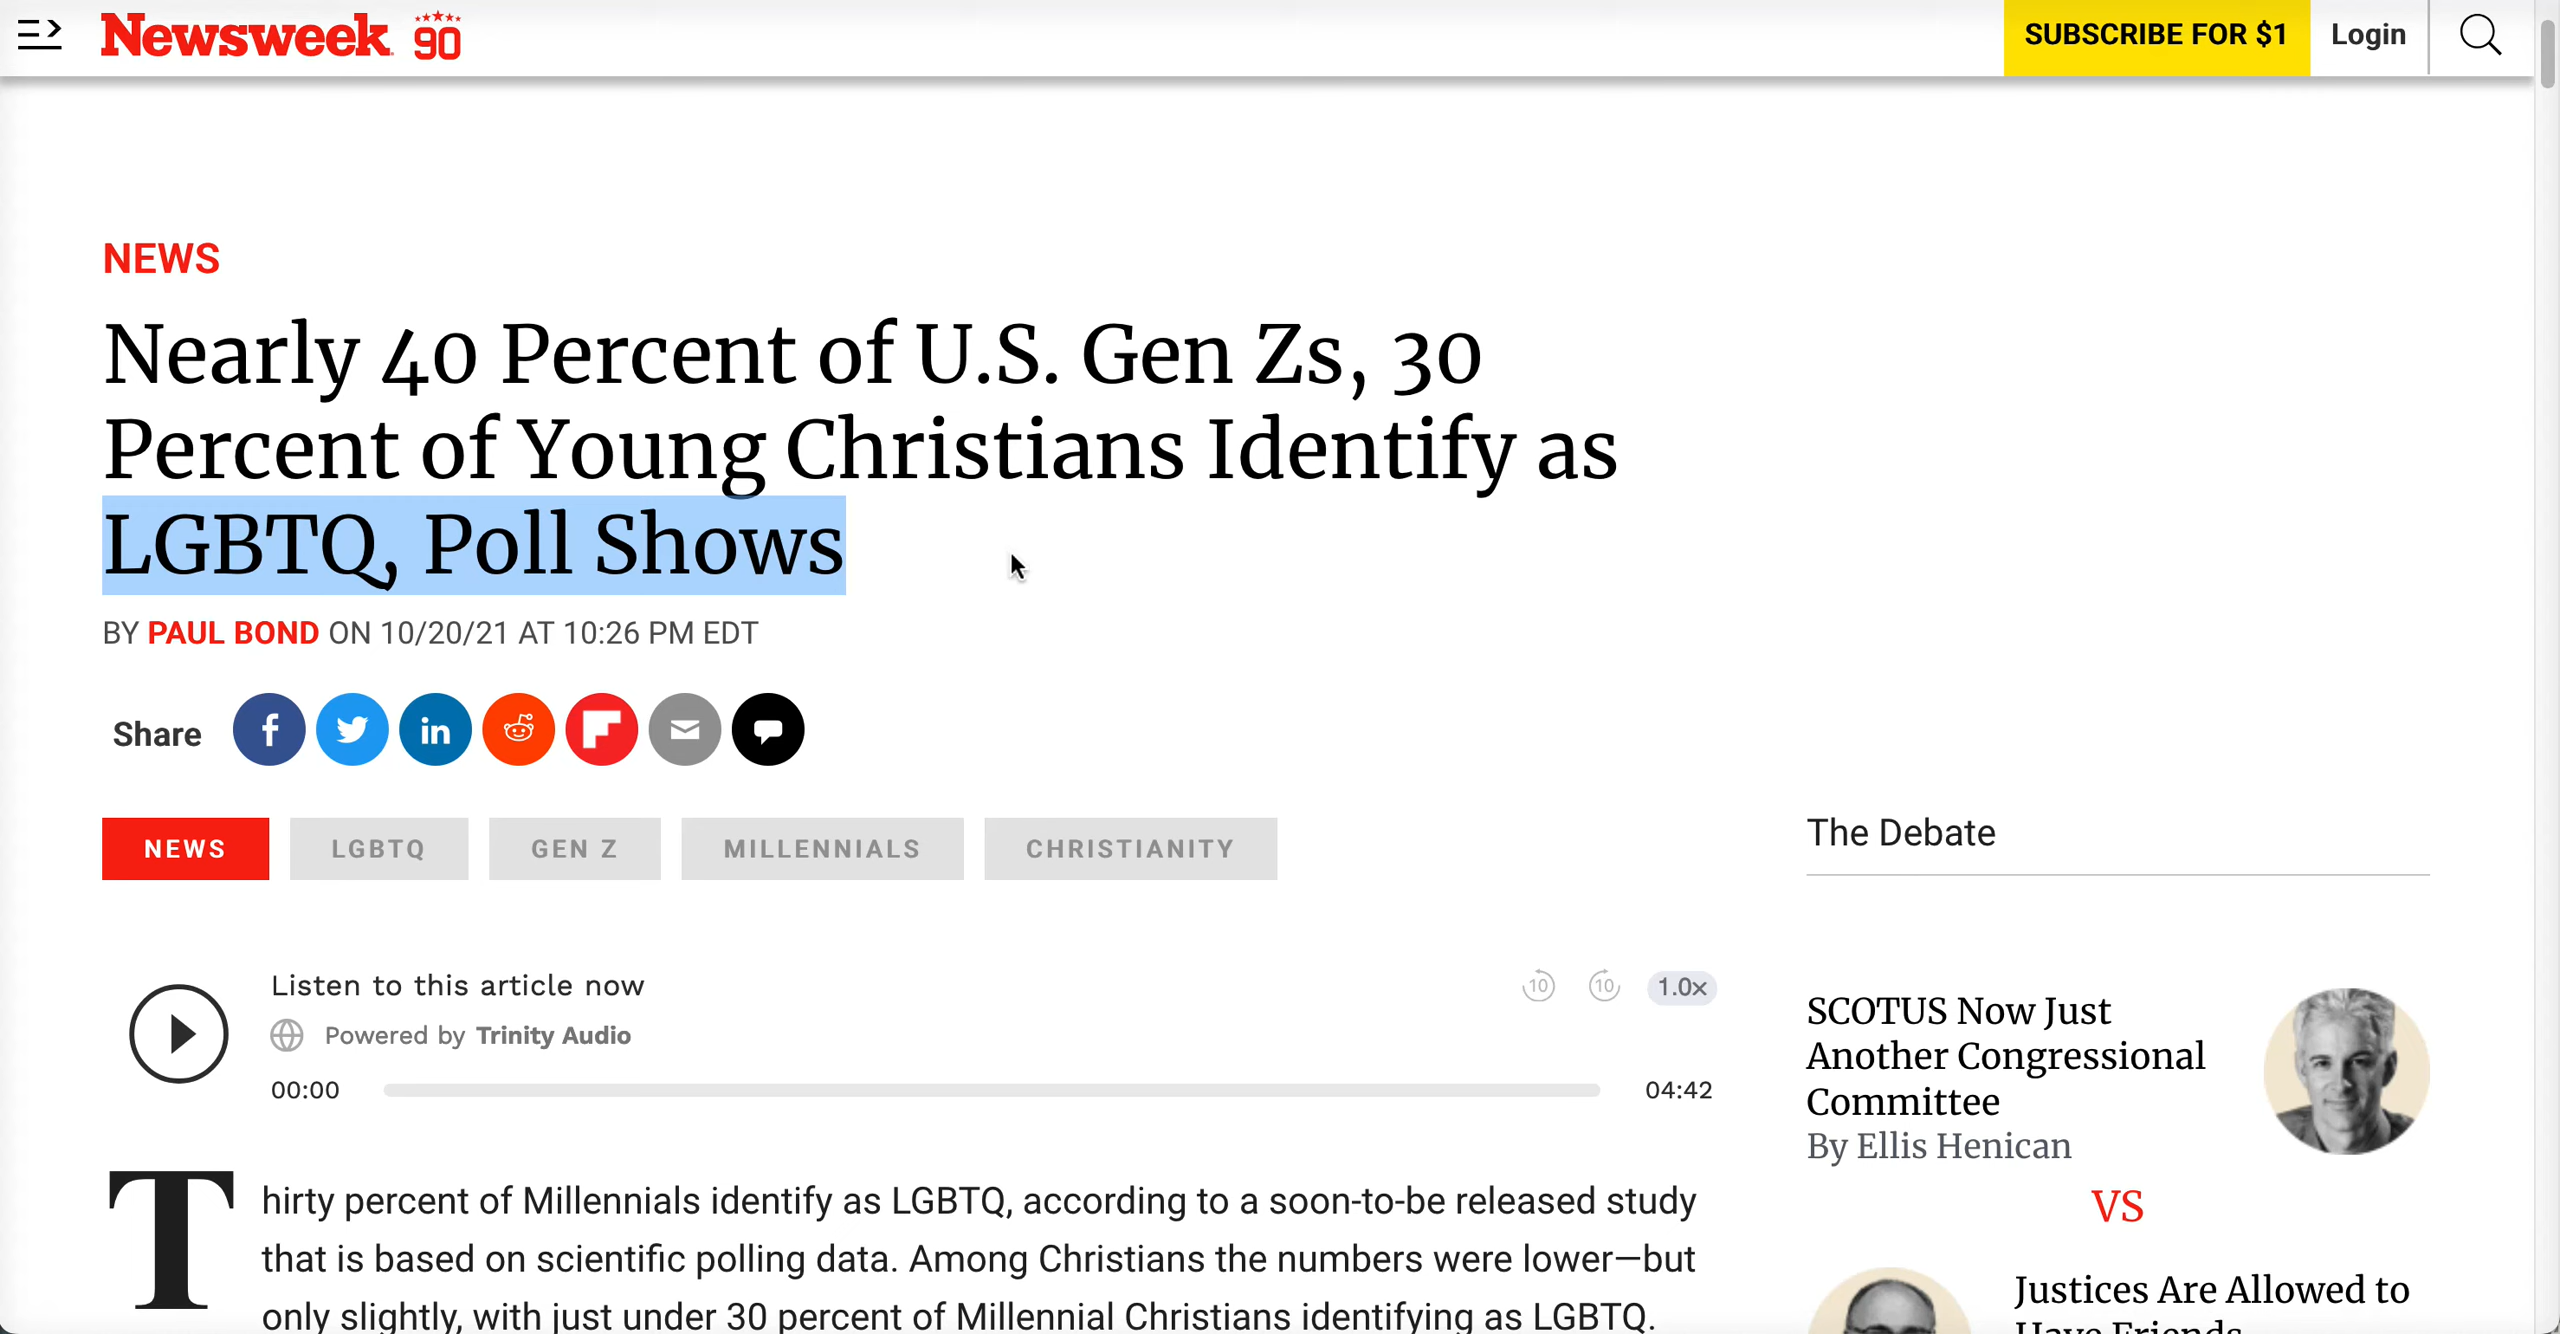 Newsweek 90
SUBSCRIBE FOR $1
Login
NEWS
Nearly 40 Percent of U.S. Gen Zs, 30
Percent of Young Christians Identify as
LGBTQ, Poll Shows
BY PAUL BOND ON 10/20/21 AT 10:26 PM EDT
Share
NEWS
LGBTQ
GEN Z
MILLENNIALS
CHRISTIANITY
Listen to this article now
10 10 1.0x
Powered by Trinity Audio
00:00
04:42
Thirty percent of Millennials identify as LGBTQ, according to a soon-to-be released study
that is based on scientific polling data. Among Christians the numbers were lower—but
only slightly, with just under 30 percent of Millennial Christians identifying as LGBTQ.
The Debate
SCOTUS Now Just
Another Congressional
Committee
By Ellis Henican
VS
Justices Are Allowed to
Have Friends